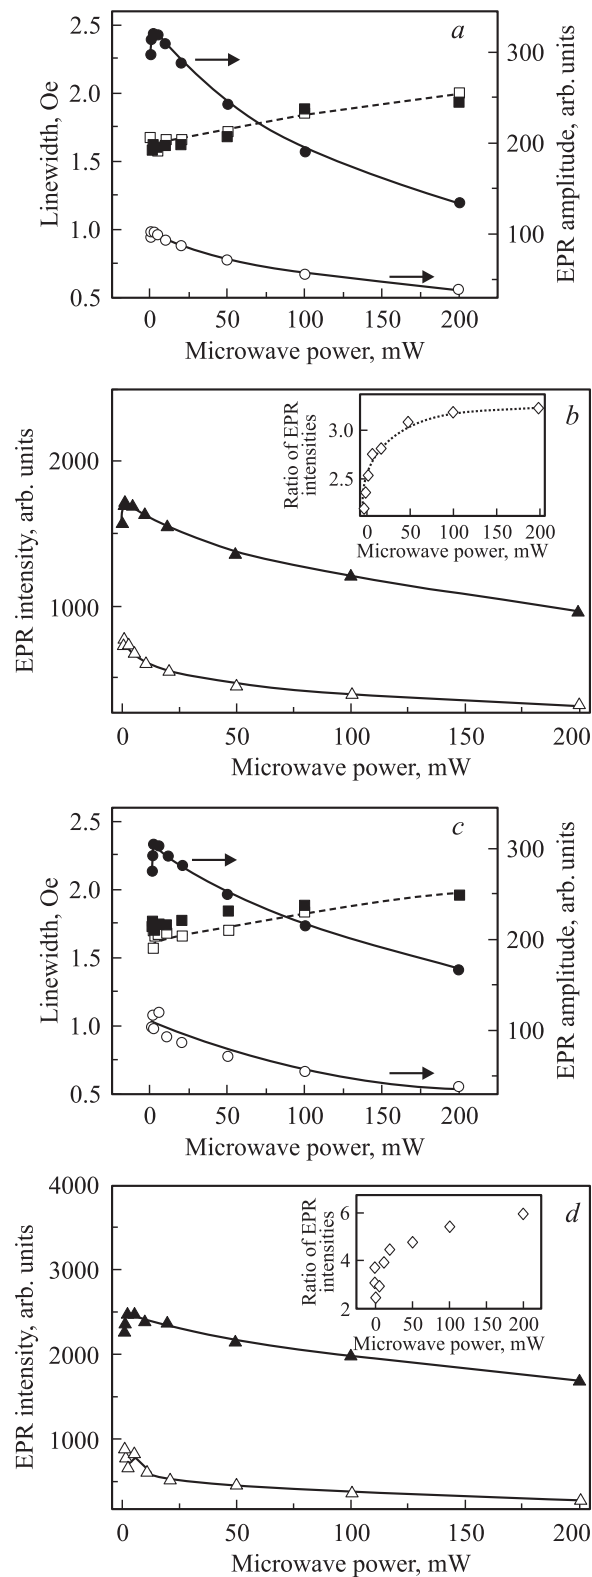 a
2.5
2.0
1.5
1.0
0.5
Linewidth, Oe
300
200
100
EPR amplitude, arb. units
0 50 100 150 200
Microwave power, mW
b
2000
1000
EPR intensity, arb. units
Ratio of EPR
intensities
3.0
2.5
0 50 100 150 200
Microwave power, mW
0 50 100 150 200
Microwave power, mW
c
2.5
2.0
1.5
1.0
0.5
Linewidth, Oe
300
200
100
EPR amplitude, arb. units
0 50 100 150 200
Microwave power, mW
d
4000
3000
2000
1000
EPR intensity, arb. units
Ratio of EPR
intensities
6
4
2
0 50 100 150 200
Microwave power, mW
0 50 100 150 200
Microwave power, mW